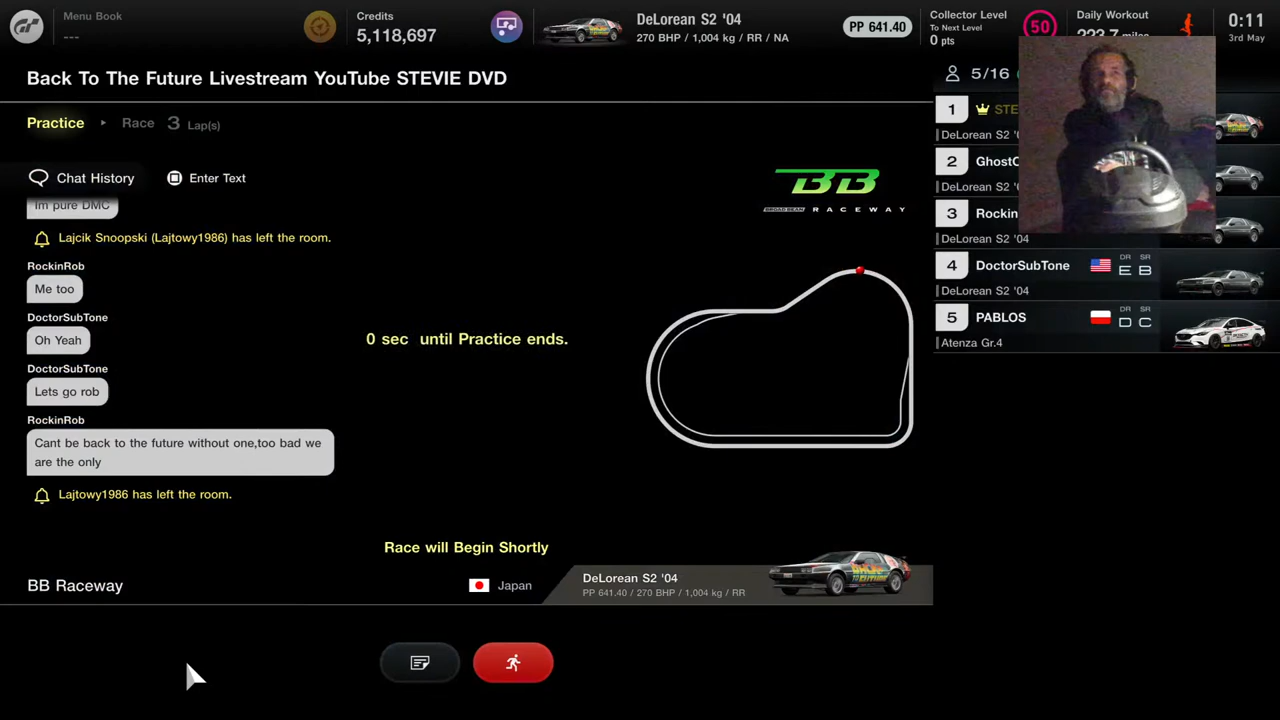 Menu Book
---
Credits
5,118,697
DeLorean S2 '04
270 BHP / 1,004 kg / RR / NA
PP 641.40
Collector Level
To Next Level
0 pts
50
Daily Workout
0:11
3rd May
Back To The Future Livestream YouTube STEVIE DVD
5/16
Practice
Race 3 Lap(s)
Chat History
Enter Text
Im pure DMC
Lajcik Snoopski (Lajtowy1986) has left the room.
RockinRob
Me too
DoctorSubTone
Oh Yeah
DoctorSubTone
Lets go rob
RockinRob
Cant be back to the future without one,too bad we
are the only
Lajtowy1986 has left the room.
BB
RACEWAY
0 sec until Practice ends.
Race will Begin Shortly
BB Raceway
Japan
DeLorean S2 '04
PP 641.40 / 270 BHP / 1,004 kg / RR
1
DeLorean S2
2
DeLorean S2
3
DeLorean S2 '04
4 DoctorSubTone DR SR
E B
DeLorean S2 '04
5 PABLOS DR SR
D C
Atenza Gr.4